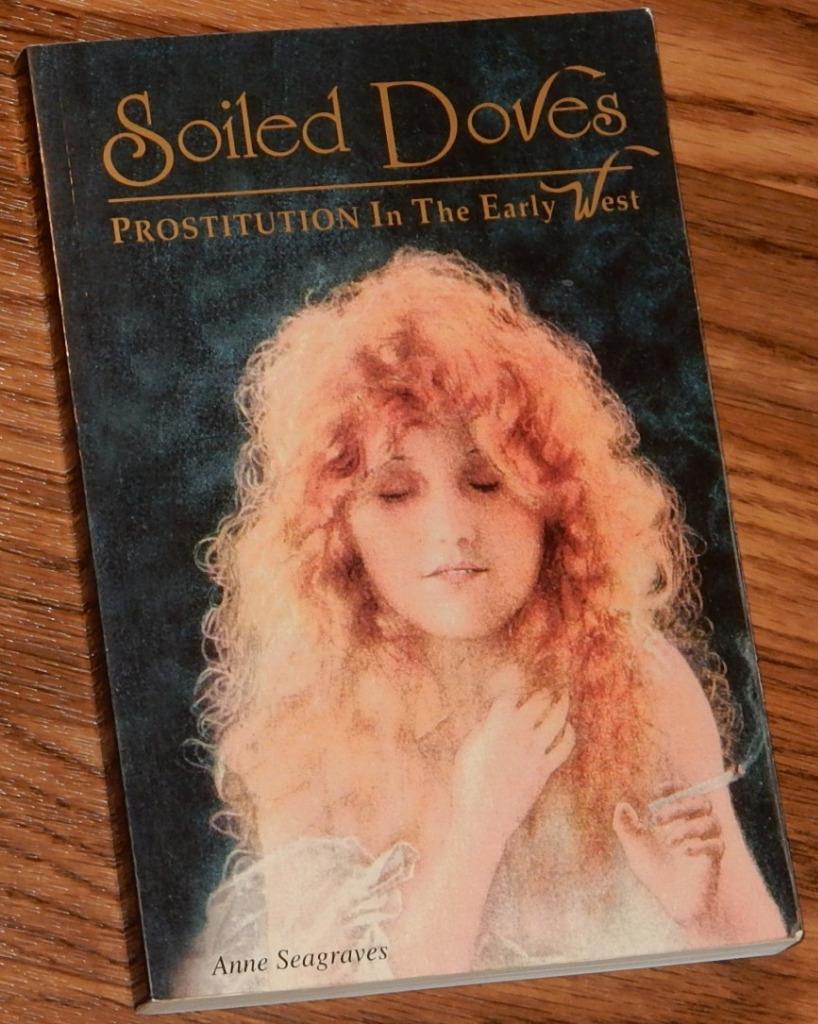 Soiled Doves
PROSTITUTION In The Early West
Anne Seagraves